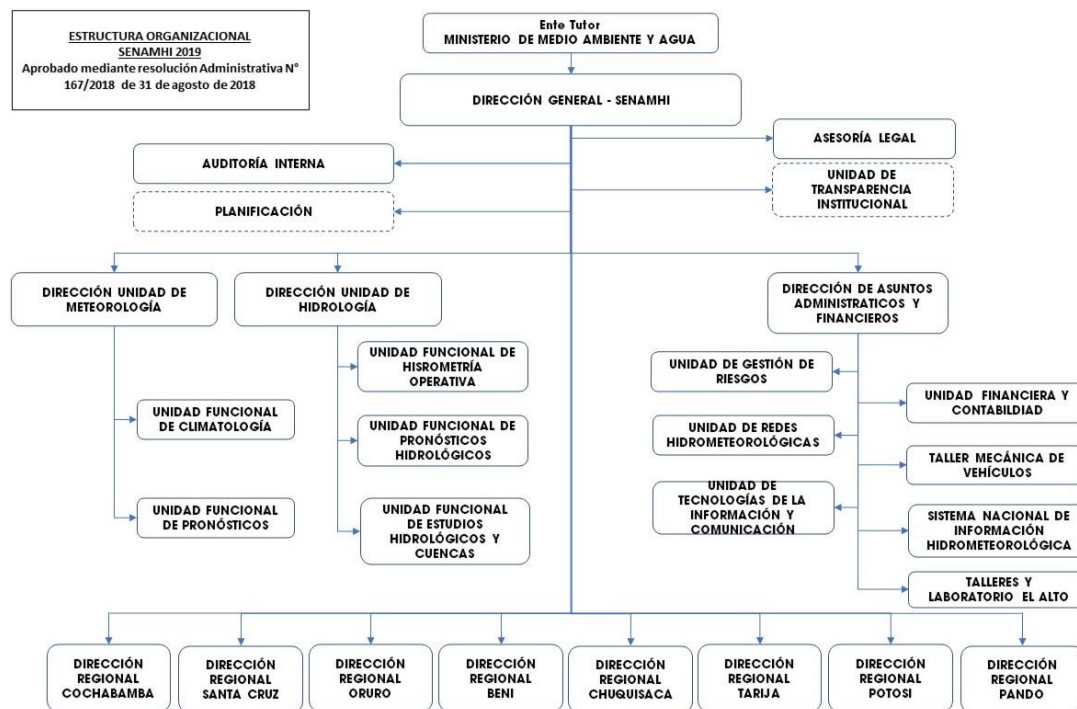 ESTRUCTURA ORGANIZACIONAL
SENAMHI 2019
Aprobado mediante resolución Administrativa N°
167/2018 de 31 de agosto de 2018
Ente Tutor
MINISTERIO DE MEDIO AMBIENTE Y AGUA
DIRECCIÓN GENERAL - SENAMHI
ASESORÍA LEGAL
AUDITORÍA INTERNA
UNIDAD DE
TRANSPARENCIA
INSTITUCIONAL
PLANIFICACIÓN
DIRECCIÓN UNIDAD DE
METEOROLOGÍA
DIRECCIÓN UNIDAD DE
HIDROLOGÍA
DIRECCIÓN DE ASUNTOS
ADMINISTRATICOS Y
FINANCIEROS
UNIDAD FUNCIONAL
DE CLIMATOLOGÍA
UNIDAD FUNCIONAL
DE PRONÓSTICOS
UNIDAD FUNCIONAL DE
HISROMETRÍA
OPERATIVA
UNIDAD FUNCIONAL DE
PRONÓSTICOS
HIDROLÓGICOS
UNIDAD FUNCIONAL
DE ESTUDIOS
HIDROLÓGICOS Y
CUENCAS
UNIDAD DE GESTIÓN DE
RIESGOS
UNIDAD DE REDES
HIDROMETEOROLÓGICAS
UNIDAD DE
TECNOLOGÍAS DE LA
INFORMACIÓN Y
COMUNICACIÓN
UNIDAD FINANCIERA Y
CONTABILDIAD
TALLER MECÁNICA DE
VEHÍCULOS
SISTEMA NACIONAL DE
INFORMACIÓN
HIDROMETEOROLÓGICA
TALLERES Y
LABORATORIO EL ALTO
DIRECCIÓN
REGIONAL
COCHABAMBA
DIRECCIÓN
REGIONAL
SANTA CRUZ
DIRECCIÓN
REGIONAL
ORURO
DIRECCIÓN
REGIONAL
BENI
DIRECCIÓN
REGIONAL
CHUQUISACA
DIRECCIÓN
REGIONAL
TARIJA
DIRECCIÓN
REGIONAL
POTOSI
DIRECCIÓN
REGIONAL
PANDO